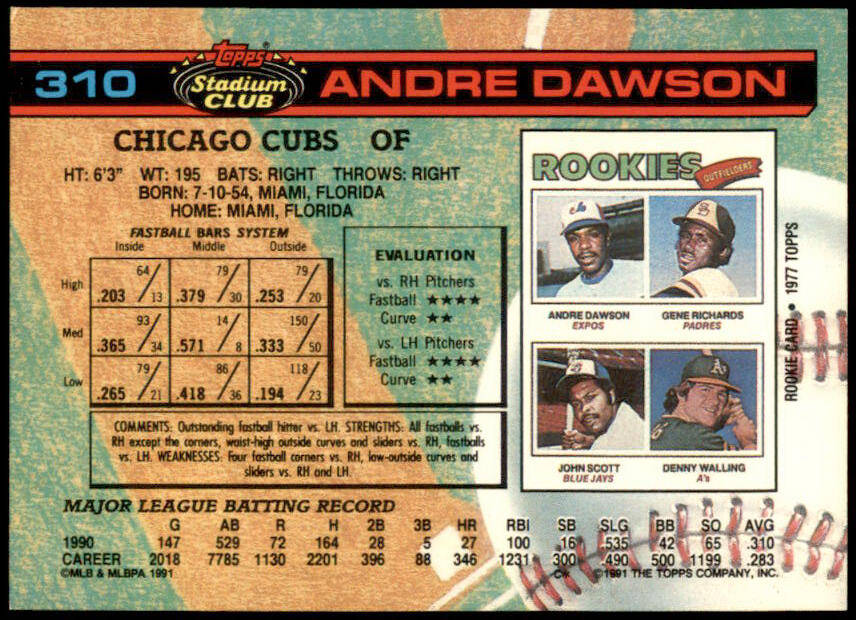 310 Topps Stadium CLUB ANDRE DAWSON
CHICAGO CUBS OF
HT: 6'3" WT: 195 BATS: RIGHT THROWS: RIGHT
BORN: 7-10-54, MIAMI, FLORIDA
HOME: MIAMI, FLORIDA
FASTBALL BARS SYSTEM
Inside Middle Outside
High .203 64/13 .379 79/30 .253 79/20
Med .365 93/34 .571 14/8 .333 150/50
Low .265 79/21 .418 86/36 .194 118/23
EVALUATION
vs. RH Pitchers
Fastball ★★★★
Curve ★★
vs. LH Pitchers
Fastball ★★★★
Curve ★★
COMMENTS: Outstanding fastball hitter vs. LH. STRENGTHS: All fastballs vs.
RH except the corners, waist-high outside curves and sliders vs. RH, fastballs
vs. LH. WEAKNESSES: Four fastball corners vs. RH, low-outside curves and
sliders vs. RH and LH.
ROOKIES OUTFIELDERS
ANDRE DAWSON
EXPOS
GENE RICHARDS
PADRES
JOHN SCOTT
BLUE JAYS
DENNY WALLING
A's
ROOKIE CARD • 1977 TOPPS
MAJOR LEAGUE BATTING RECORD
G AB R H 2B 3B HR RBI SB SLG BB SO AVG
1990 147 529 72 164 28 5 27 100 16 .535 42 65 .310
CAREER 2018 7785 1130 2201 396 88 346 1231 300 .490 500 1199 .283
©MLB & MLBPA 1991 C* ©1991 THE TOPPS COMPANY, INC.